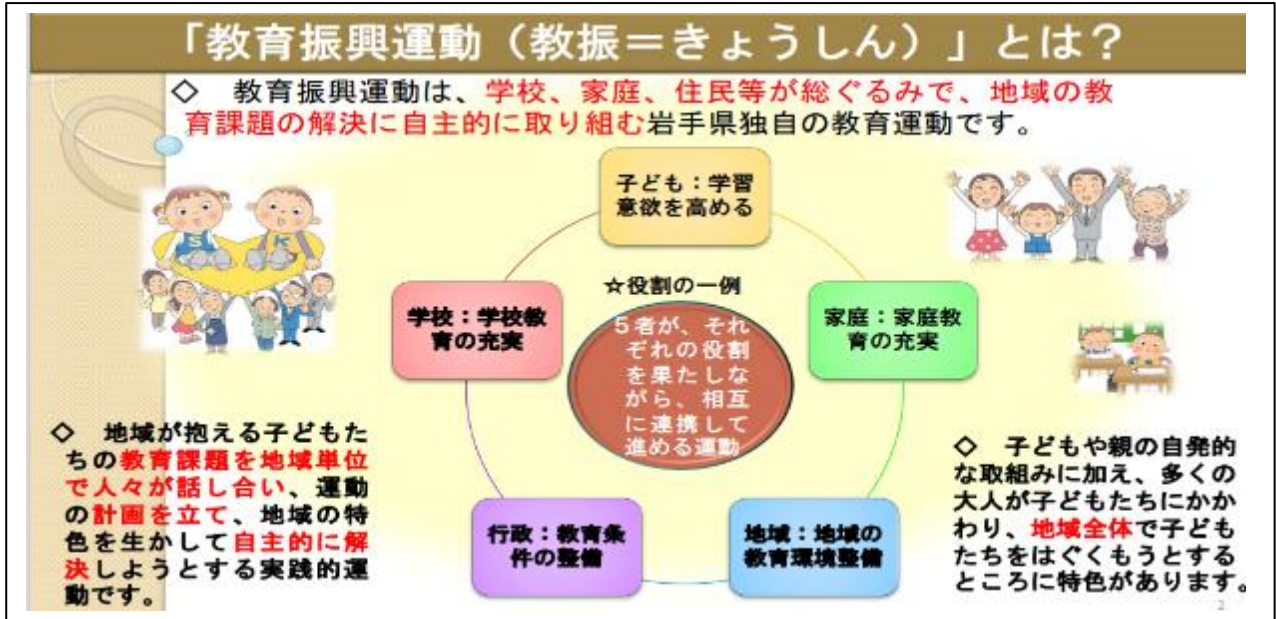 「教育振興運動（教振＝きょうしん）」とは？
◇　教育振興運動は、学校、家庭、住民等が総ぐるみで、地域の教
育課題の解決に自主的に取り組む岩手県独自の教育運動です。
子ども：学習
意欲を高める
☆役割の一例
学校：学校教
育の充実
５者が、それ
ぞれの役割
を果たしな
がら、相互
に連携して
進める運動
家庭：家庭教
育の充実
行政：教育条
件の整備
地域：地域の
教育環境整備
◇　地域が抱える子どもた
ちの教育課題を地域単位
で人々が話し合い、運動
の計画を立て、地域の特
色を生かして自主的に解
決しようとする実践的運
動です。
◇　子どもや親の自発的
な取組みに加え、多くの
大人が子どもたちにかか
わり、地域全体で子ども
たちをはぐくもうとする
ところに特色があります。
S K
2